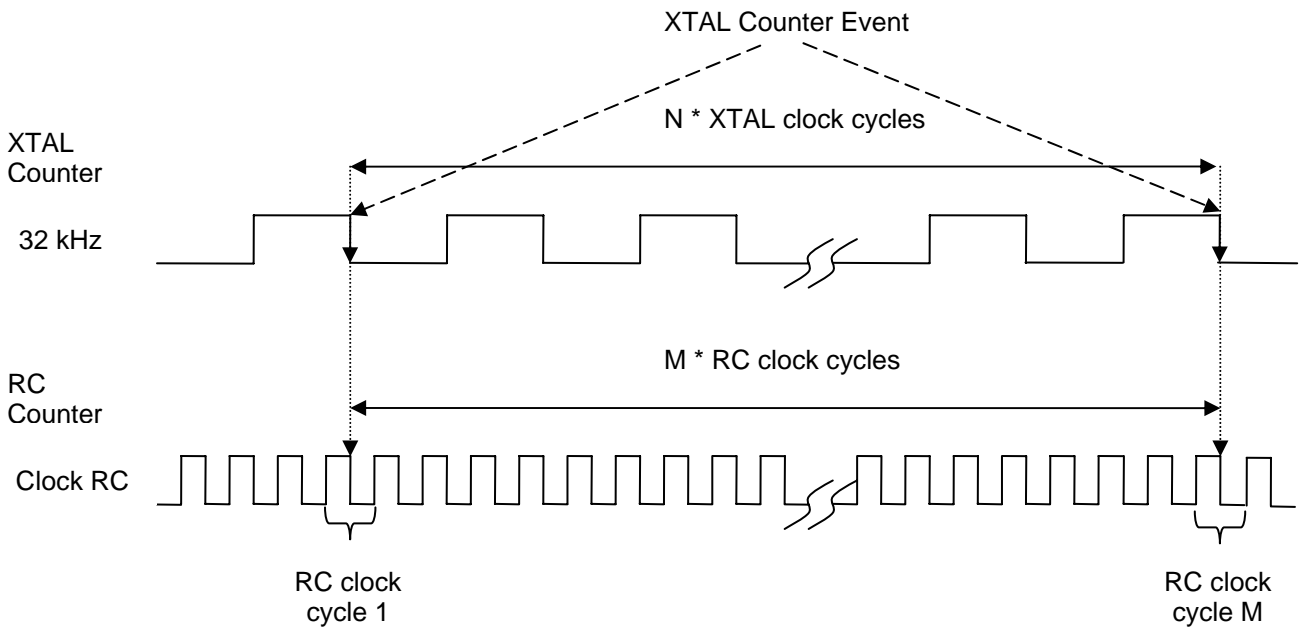 XTAL Counter Event
N * XTAL clock cycles
XTAL
Counter
32 kHz
M * RC clock cycles
RC
Counter
Clock RC
RC clock
cycle 1
RC clock
cycle M